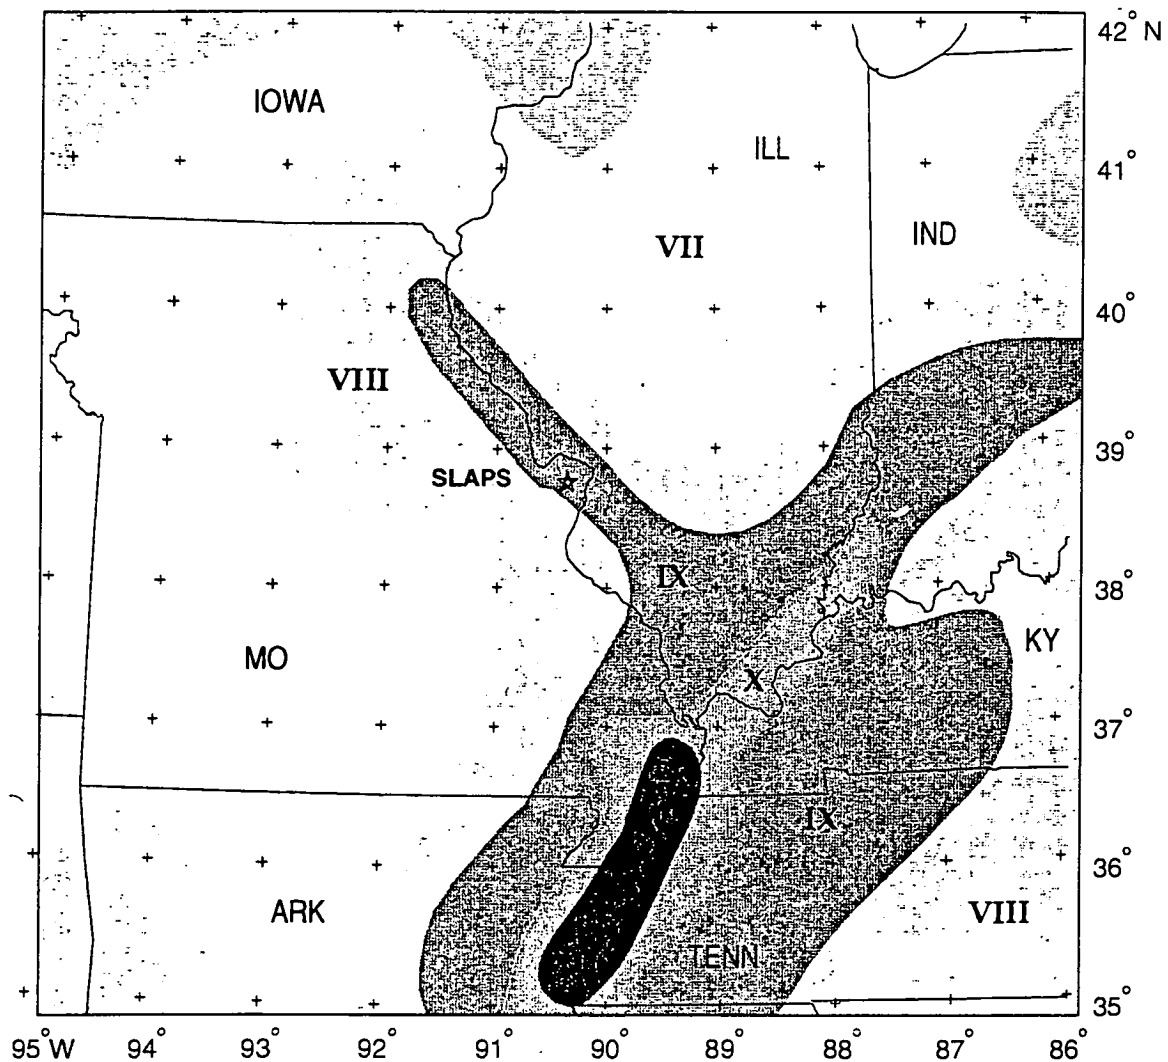 42° N
IOWA
ILL
41°
IND
VII
40°
VIII
39°
SLAPS
IX
38°
MO
KY
X
37°
IX
36°
ARK
VIII
TENN
35°
95° W
94°
93°
92°
91°
90°
89°
88°
87°
86°